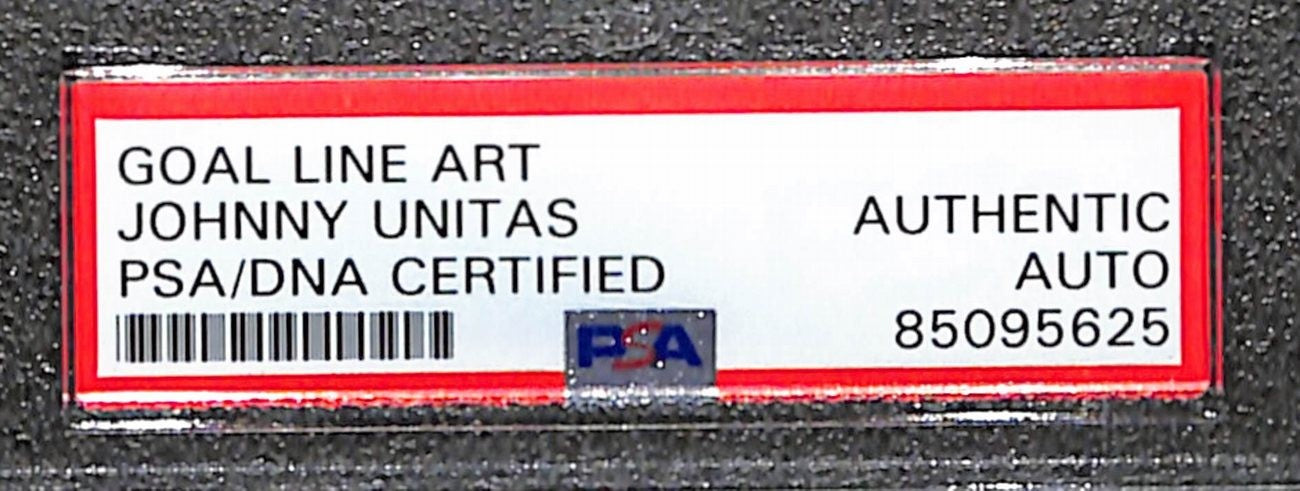 GOAL LINE ART
JOHNNY UNITAS
PSA/DNA CERTIFIED
AUTHENTIC
AUTO
85095625
PSA